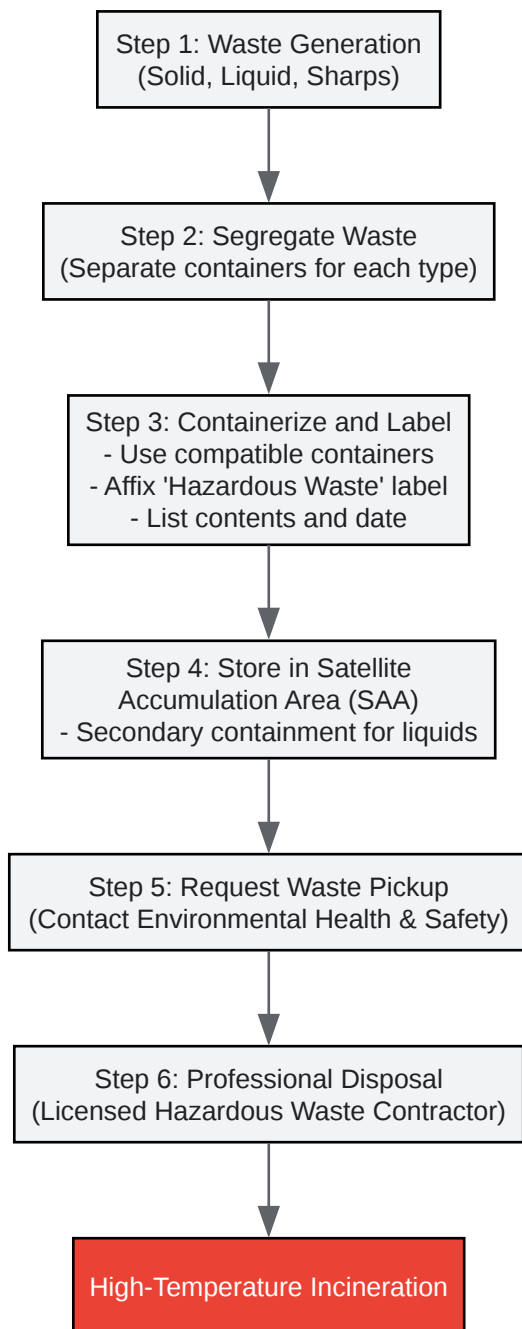 Step 1: Waste Generation
(Solid, Liquid, Sharps)
Step 2: Segregate Waste
(Separate containers for each type)
Step 3: Containerize and Label
- Use compatible containers
- Affix 'Hazardous Waste' label
- List contents and date
Step 4: Store in Satellite
Accumulation Area (SAA)
- Secondary containment for liquids
Step 5: Request Waste Pickup
(Contact Environmental Health & Safety)
Step 6: Professional Disposal
(Licensed Hazardous Waste Contractor)
High-Temperature Incineration